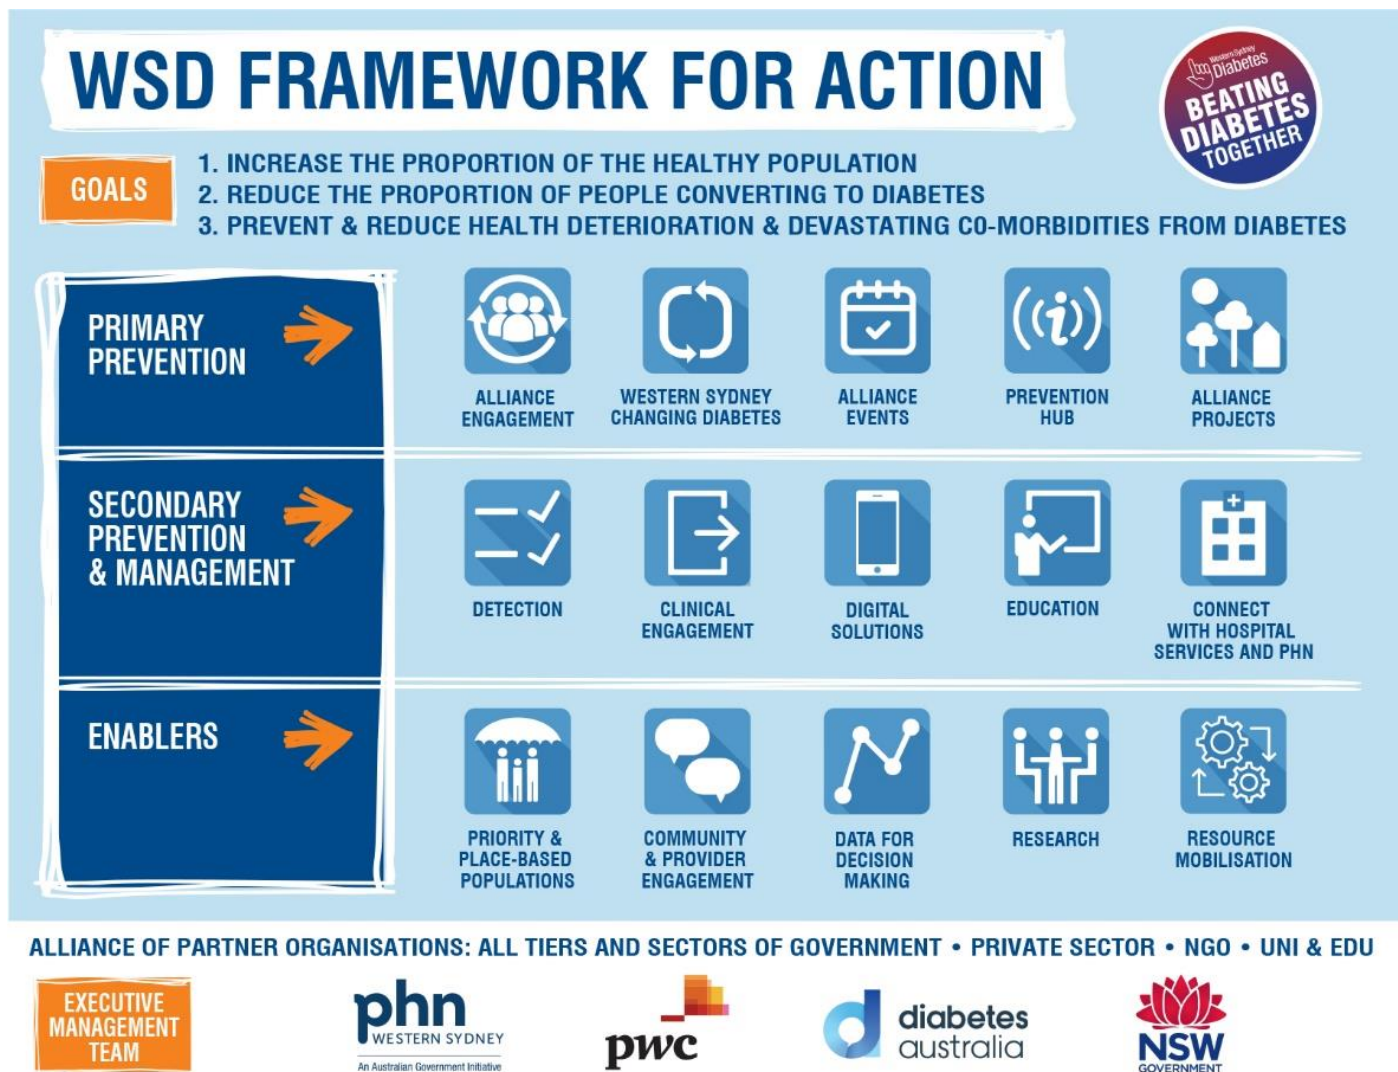 WSD FRAMEWORK FOR ACTION
Western Sydney
Diabetes
BEATING
DIABETES
TOGETHER
GOALS
1. INCREASE THE PROPORTION OF THE HEALTHY POPULATION
2. REDUCE THE PROPORTION OF PEOPLE CONVERTING TO DIABETES
3. PREVENT & REDUCE HEALTH DETERIORATION & DEVASTATING CO-MORBIDITIES FROM DIABETES
PRIMARY
PREVENTION
ALLIANCE
ENGAGEMENT
WESTERN SYDNEY
CHANGING DIABETES
ALLIANCE
EVENTS
PREVENTION
HUB
ALLIANCE
PROJECTS
SECONDARY
PREVENTION
& MANAGEMENT
DETECTION
CLINICAL
ENGAGEMENT
DIGITAL
SOLUTIONS
EDUCATION
CONNECT
WITH HOSPITAL
SERVICES AND PHN
ENABLERS
PRIORITY &
PLACE-BASED
POPULATIONS
COMMUNITY
& PROVIDER
ENGAGEMENT
DATA FOR
DECISION
MAKING
RESEARCH
RESOURCE
MOBILISATION
ALLIANCE OF PARTNER ORGANISATIONS: ALL TIERS AND SECTORS OF GOVERNMENT • PRIVATE SECTOR • NGO • UNI & EDU
EXECUTIVE
MANAGEMENT
TEAM
phn
WESTERN SYDNEY
An Australian Government Initiative
pwc
diabetes
australia
NSW
GOVERNMENT